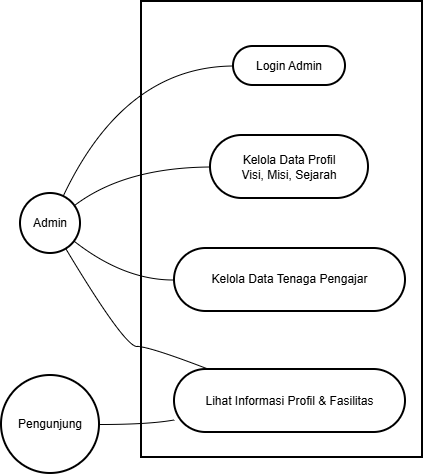 Login Admin
Kelola Data Profil
Visi, Misi, Sejarah
Admin
Kelola Data Tenaga Pengajar
Lihat Informasi Profil & Fasilitas
Pengunjung